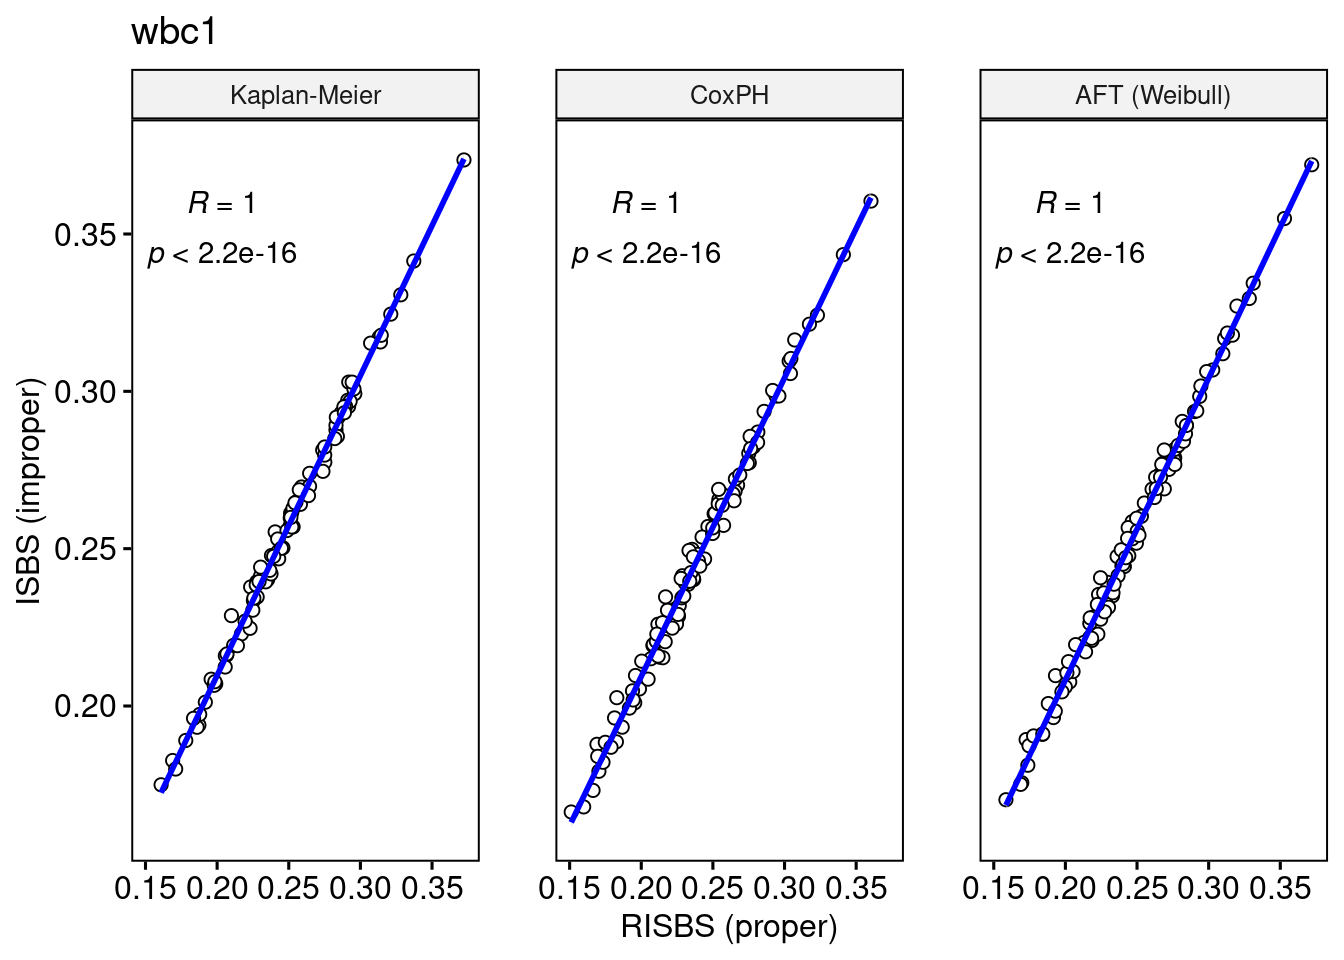 wbc1
Kaplan-Meier
CoxPH
AFT (Weibull)
R = 1
p < 2.2e-16
R = 1
p < 2.2e-16
R = 1
p < 2.2e-16
ISBS (improper)
0.35
0.30
0.25
0.20
0.15 0.20 0.25 0.30 0.35
0.15 0.20 0.25 0.30 0.35
0.15 0.20 0.25 0.30 0.35
RISBS (proper)